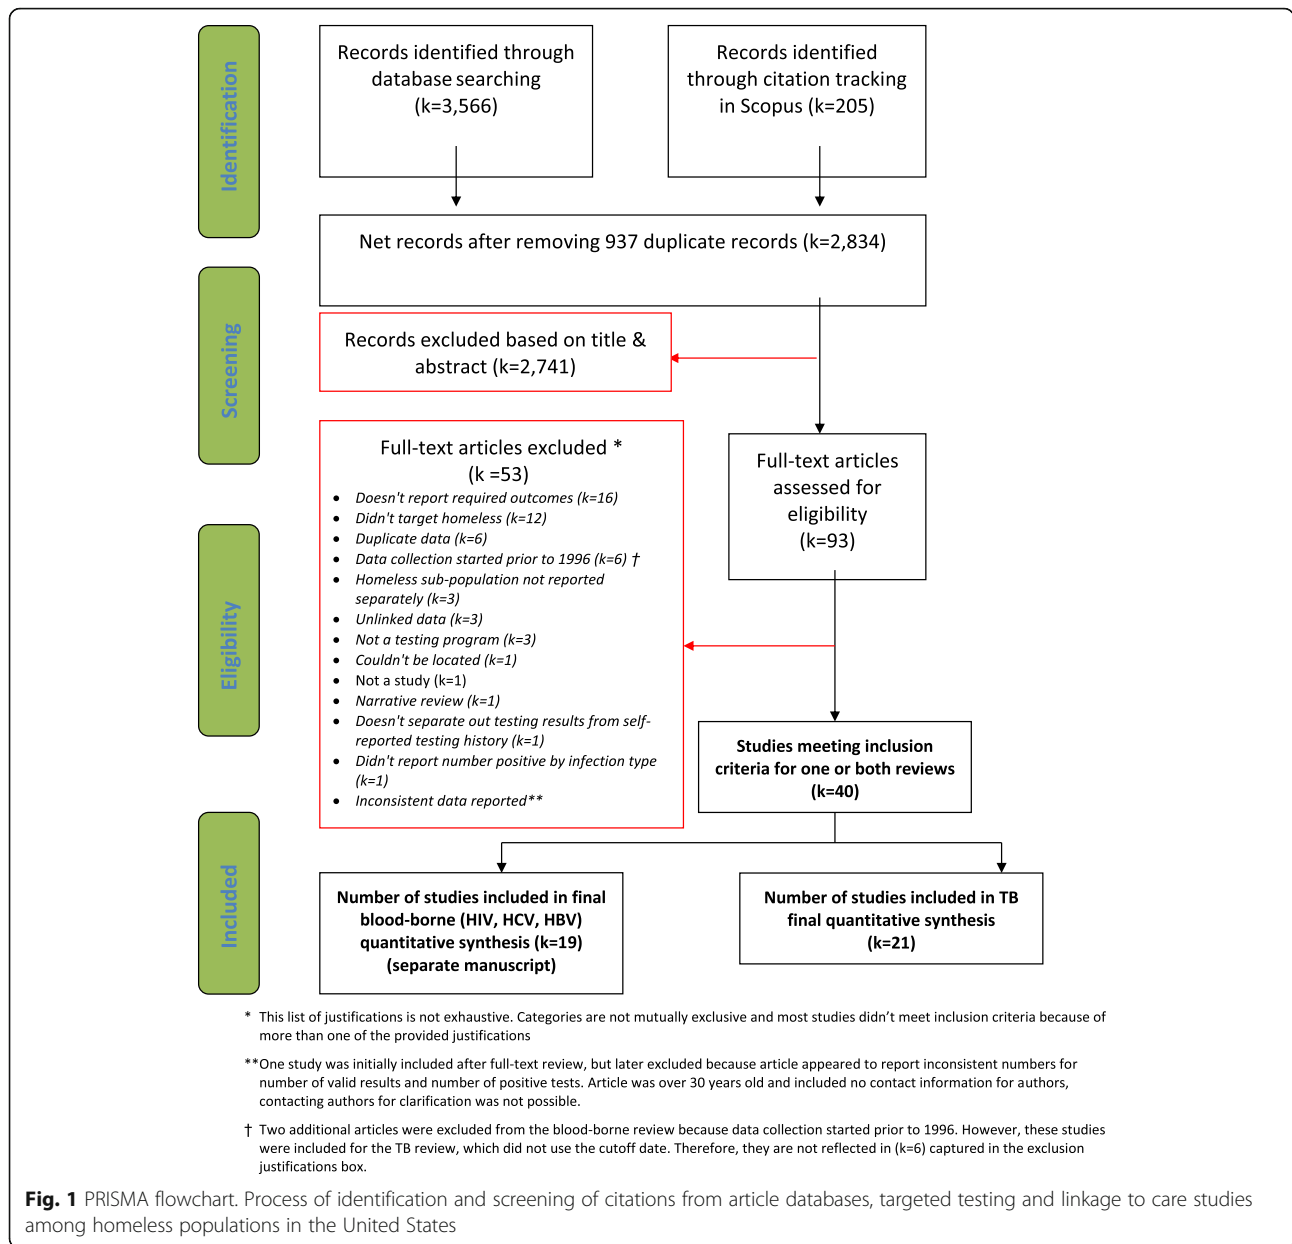 Identification
Records identified through
database searching
(k=3,566)
Records identified
through citation tracking
in Scopus (k=205)
Net records after removing 937 duplicate records (k=2,834)
Screening
Records excluded based on title &
abstract (k=2,741)
Full-text articles excluded *
(k =53)
• Doesn't report required outcomes (k=16)
• Didn't target homeless (k=12)
• Duplicate data (k=6)
• Data collection started prior to 1996 (k=6) †
• Homeless sub-population not reported
separately (k=3)
• Unlinked data (k=3)
• Not a testing program (k=3)
• Couldn't be located (k=1)
• Not a study (k=1)
• Narrative review (k=1)
• Doesn't separate out testing results from self-
reported testing history (k=1)
• Didn't report number positive by infection type
(k=1)
• Inconsistent data reported**
Full-text articles
assessed for
eligibility
(k=93)
Eligibility
Studies meeting inclusion
criteria for one or both reviews
(k=40)
Included
Number of studies included in final
blood-borne (HIV, HCV, HBV)
quantitative synthesis (k=19)
(separate manuscript)
Number of studies included in TB
final quantitative synthesis
(k=21)
* This list of justifications is not exhaustive. Categories are not mutually exclusive and most studies didn’t meet inclusion criteria because of
more than one of the provided justifications
**One study was initially included after full-text review, but later excluded because article appeared to report inconsistent numbers for
number of valid results and number of positive tests. Article was over 30 years old and included no contact information for authors,
contacting authors for clarification was not possible.
† Two additional articles were excluded from the blood-borne review because data collection started prior to 1996. However, these studies
were included for the TB review, which did not use the cutoff date. Therefore, they are not reflected in (k=6) captured in the exclusion
justifications box.
Fig. 1 PRISMA flowchart. Process of identification and screening of citations from article databases, targeted testing and linkage to care studies
among homeless populations in the United States